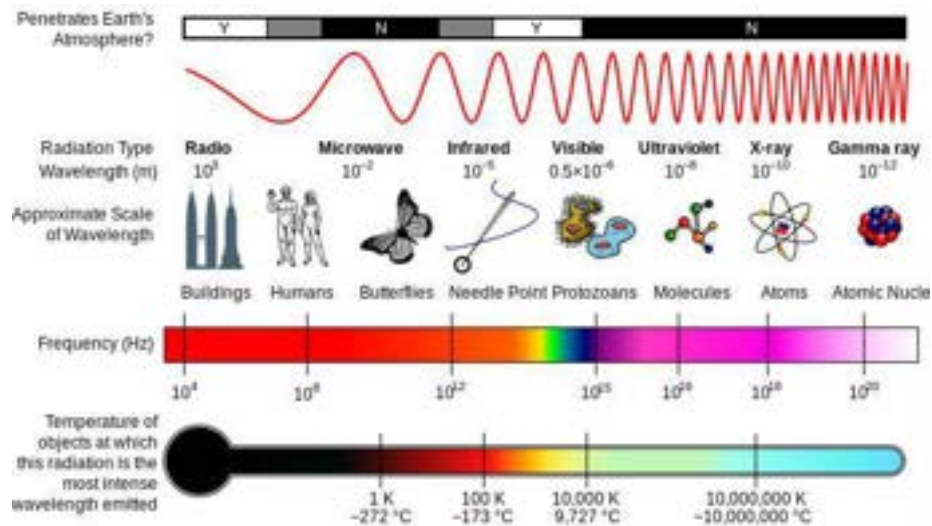 Penetrates Earth's
Atmosphere?
Y N Y N
Radiation Type
Radio Microwave Infrared Visible Ultraviolet X-ray Gamma ray
Wavelength (m)
10³ 10⁻² 10⁻⁵ 0.5×10⁻⁶ 10⁻⁸ 10⁻¹⁰ 10⁻¹²
Approximate Scale
of Wavelength
Buildings Humans Butterflies Needle Point Protozoans Molecules Atoms Atomic Nucle
Frequency (Hz)
10⁴ 10⁸ 10¹² 10¹⁵ 10¹⁶ 10¹⁸ 10²⁰
Temperature of
objects at which
this radiation is the
most intense
wavelength emitted
1 K 100 K 10,000 K 10,000,000 K
−272 °C −173 °C 9,727 °C ~10,000,000 °C